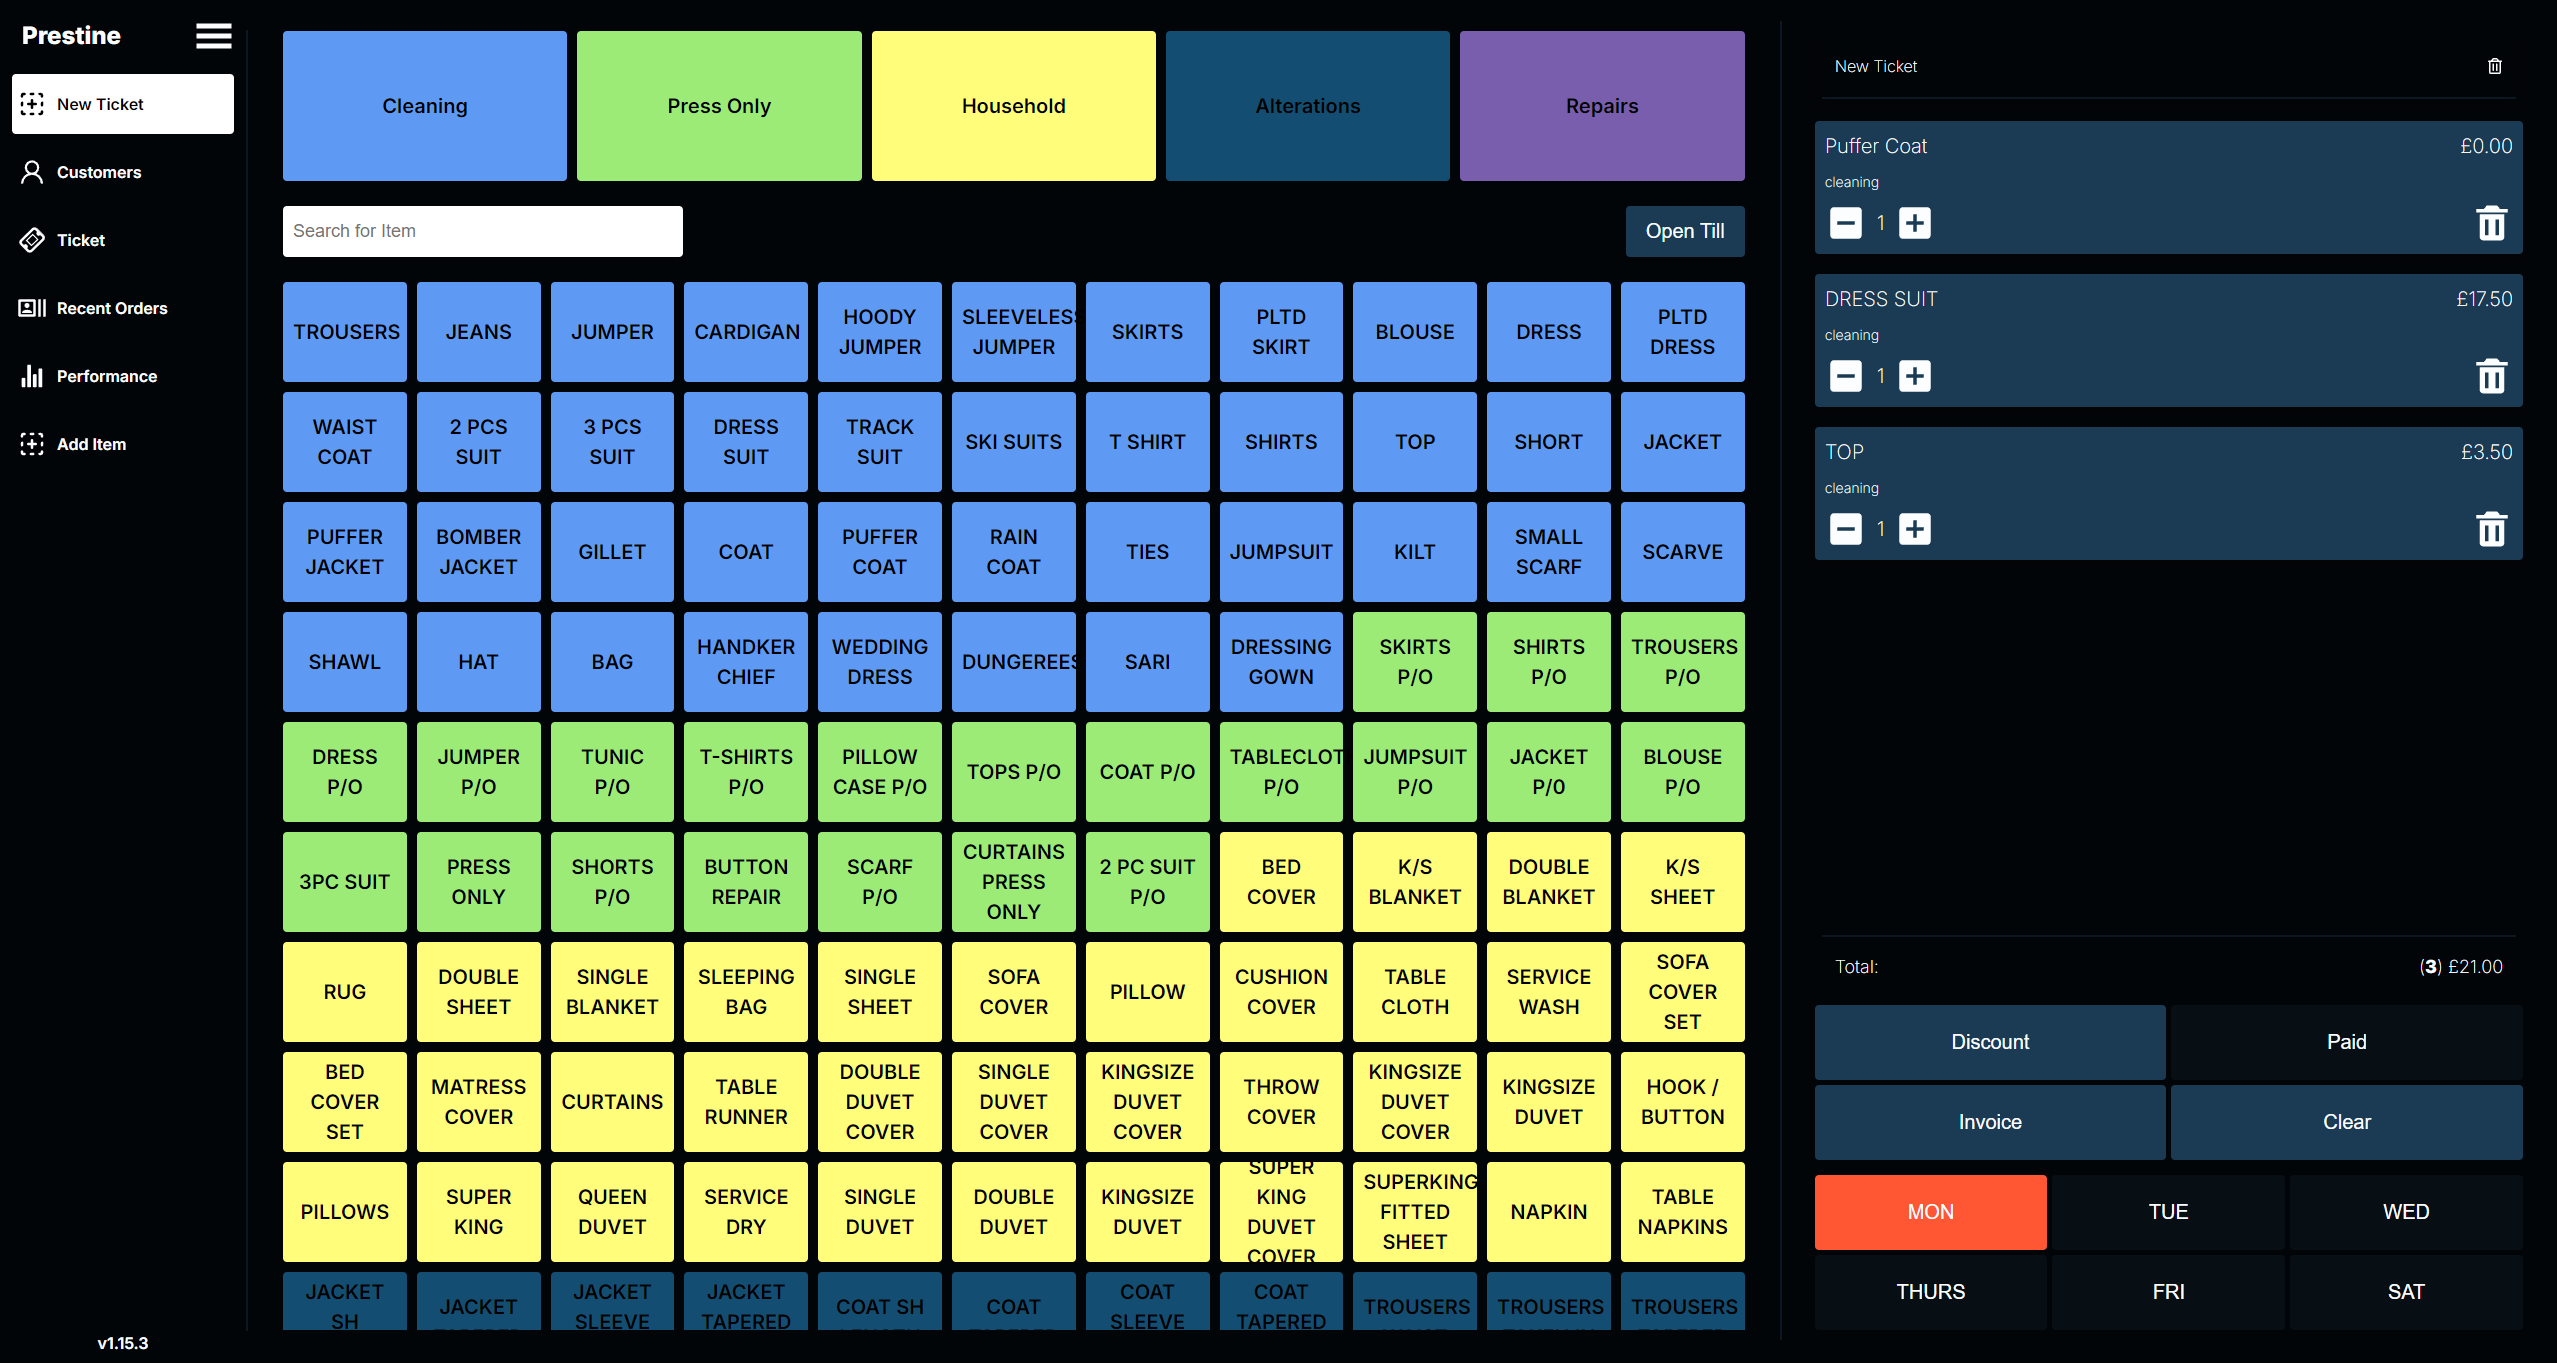 Prestine
New Ticket
Customers
Ticket
Recent Orders
Performance
Add Item
v1.15.3
Cleaning
Press Only
Household
Alterations
Repairs
Search for Item
Open Till
TROUSERS
JEANS
JUMPER
CARDIGAN
HOODY
JUMPER
SLEEVELES
JUMPER
SKIRTS
PLTD
SKIRT
BLOUSE
DRESS
PLTD
DRESS
WAIST
COAT
2 PCS
SUIT
3 PCS
SUIT
DRESS
SUIT
TRACK
SUIT
SKI SUITS
T SHIRT
SHIRTS
TOP
SHORT
JACKET
PUFFER
JACKET
BOMBER
JACKET
GILLET
COAT
PUFFER
COAT
RAIN
COAT
TIES
JUMPSUIT
KILT
SMALL
SCARF
SCARVE
SHAWL
HAT
BAG
HANDKER
CHIEF
WEDDING
DRESS
DUNGEREES
SARI
DRESSING
GOWN
SKIRTS
P/O
SHIRTS
P/O
TROUSERS
P/O
DRESS
P/O
JUMPER
P/O
TUNIC
P/O
T-SHIRTS
P/O
PILLOW
CASE P/O
TOPS P/O
COAT P/O
TABLECLOT
P/O
JUMPSUIT
P/O
JACKET
P/0
BLOUSE
P/O
3PC SUIT
PRESS
ONLY
SHORTS
P/O
BUTTON
REPAIR
SCARF
P/O
CURTAINS
PRESS
ONLY
2 PC SUIT
P/O
BED
COVER
K/S
BLANKET
DOUBLE
BLANKET
K/S
SHEET
RUG
DOUBLE
SHEET
SINGLE
BLANKET
SLEEPING
BAG
SINGLE
SHEET
SOFA
COVER
PILLOW
CUSHION
COVER
TABLE
CLOTH
SERVICE
WASH
SOFA
COVER
SET
BED
COVER
SET
MATRESS
COVER
CURTAINS
TABLE
RUNNER
DOUBLE
DUVET
COVER
SINGLE
DUVET
COVER
KINGSIZE
DUVET
COVER
THROW
COVER
KINGSIZE
DUVET
COVER
KINGSIZE
DUVET
HOOK /
BUTTON
PILLOWS
SUPER
KING
QUEEN
DUVET
SERVICE
DRY
SINGLE
DUVET
DOUBLE
DUVET
KINGSIZE
DUVET
SUPER
KING
DUVET
COVER
SUPERKING
FITTED
SHEET
NAPKIN
TABLE
NAPKINS
JACKET
SH
JACKET
JACKET
SLEEVE
JACKET
TAPERED
COAT SH
COAT
COAT
SLEEVE
COAT
TAPERED
TROUSERS
TROUSERS
TROUSERS
New Ticket
Puffer Coat £0.00
cleaning
1
DRESS SUIT £17.50
cleaning
1
TOP £3.50
cleaning
1
Total: (3) £21.00
Discount
Paid
Invoice
Clear
MON
TUE
WED
THURS
FRI
SAT